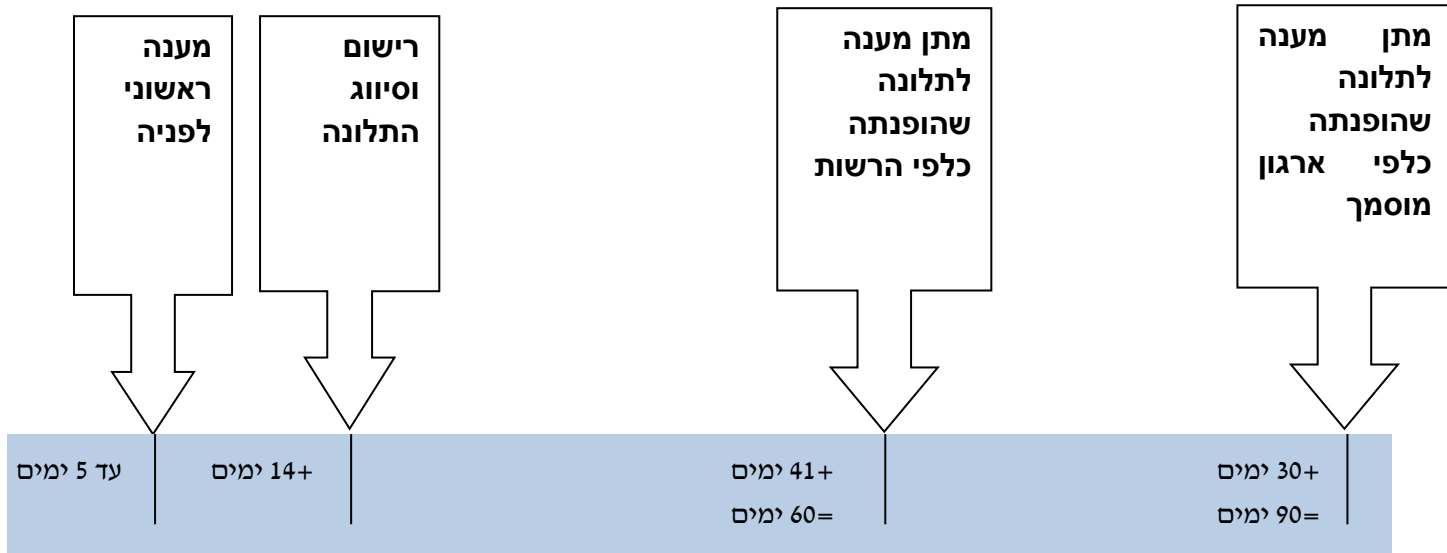 מענה
ראשוני
לפניה
רישום
וסיווג
התלונה
מתן מענה
לתלונה
שהופנתה
כלפי הרשות
מתן מענה
לתלונה
שהופנתה
כלפי ארגון
מוסמך
עד 5 ימים
+14 ימים
+41 ימים
=60 ימים
+30 ימים
=90 ימים